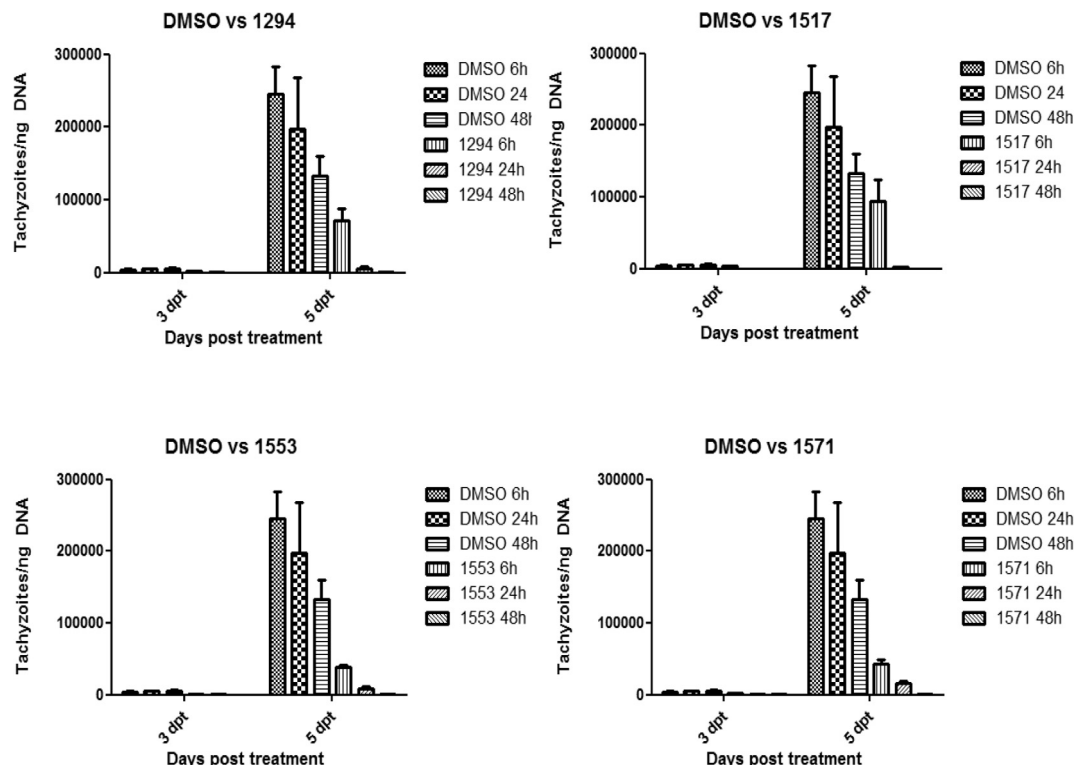 DMSO vs 1294
Tachyzoites/ng DNA
300000
200000
100000
0
3 dpt
5 dpt
Days post treatment
DMSO 6h
DMSO 24
DMSO 48h
1294 6h
1294 24h
1294 48h
DMSO vs 1517
Tachyzoites/ng DNA
300000
200000
100000
0
3 dpt
5 dpt
Days post treatment
DMSO 6h
DMSO 24
DMSO 48h
1517 6h
1517 24h
1517 48h
DMSO vs 1553
Tachyzoites/ng DNA
300000
200000
100000
0
3 dpt
5 dpt
Days post treatment
DMSO 6h
DMSO 24h
DMSO 48h
1553 6h
1553 24h
1553 48h
DMSO vs 1571
Tachyzoites/ng DNA
300000
200000
100000
0
3 dpt
5 dpt
Days post treatment
DMSO 6h
DMSO 24h
DMSO 48h
1571 6h
1571 24h
1571 48h